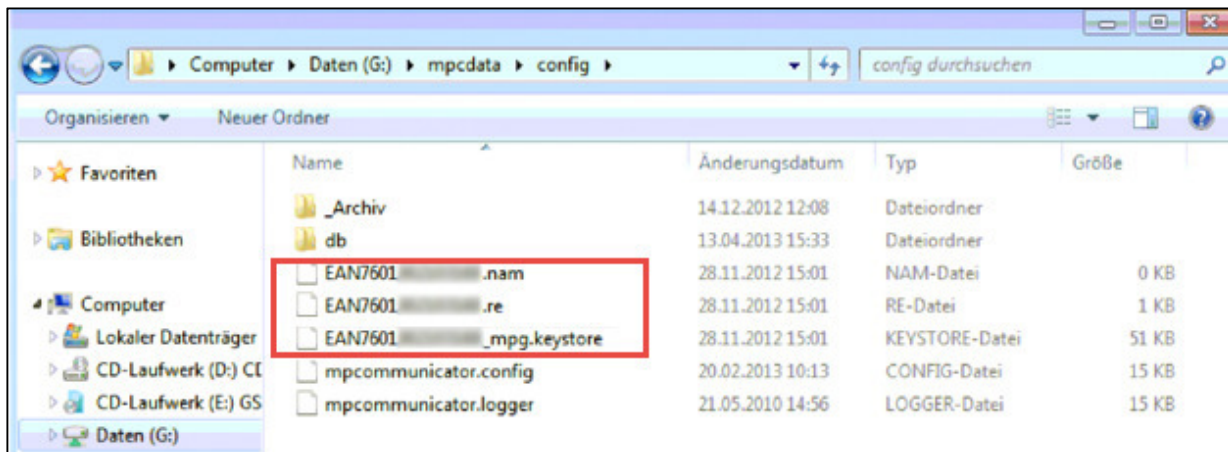 Computer ▸ Daten (G:) ▸ mpcdata ▸ config ▸ config durchsuchen
Organisieren Neuer Ordner
Name Änderungsdatum Typ Größe
Favoriten
_Archiv 14.12.2012 12:08 Dateiordner
Bibliotheken db 13.04.2013 15:33 Dateiordner
EAN7601 .nam 28.11.2012 15:01 NAM-Datei 0 KB
Computer EAN7601 .re 28.11.2012 15:01 RE-Datei 1 KB
Lokaler Datenträger EAN7601 _mpg.keystore 28.11.2012 15:01 KEYSTORE-Datei 51 KB
CD-Laufwerk (D:) CD mpcommunicator.config 20.02.2013 10:13 CONFIG-Datei 15 KB
CD-Laufwerk (E:) GS mpcommunicator.logger 21.05.2010 14:56 LOGGER-Datei 15 KB
Daten (G:)